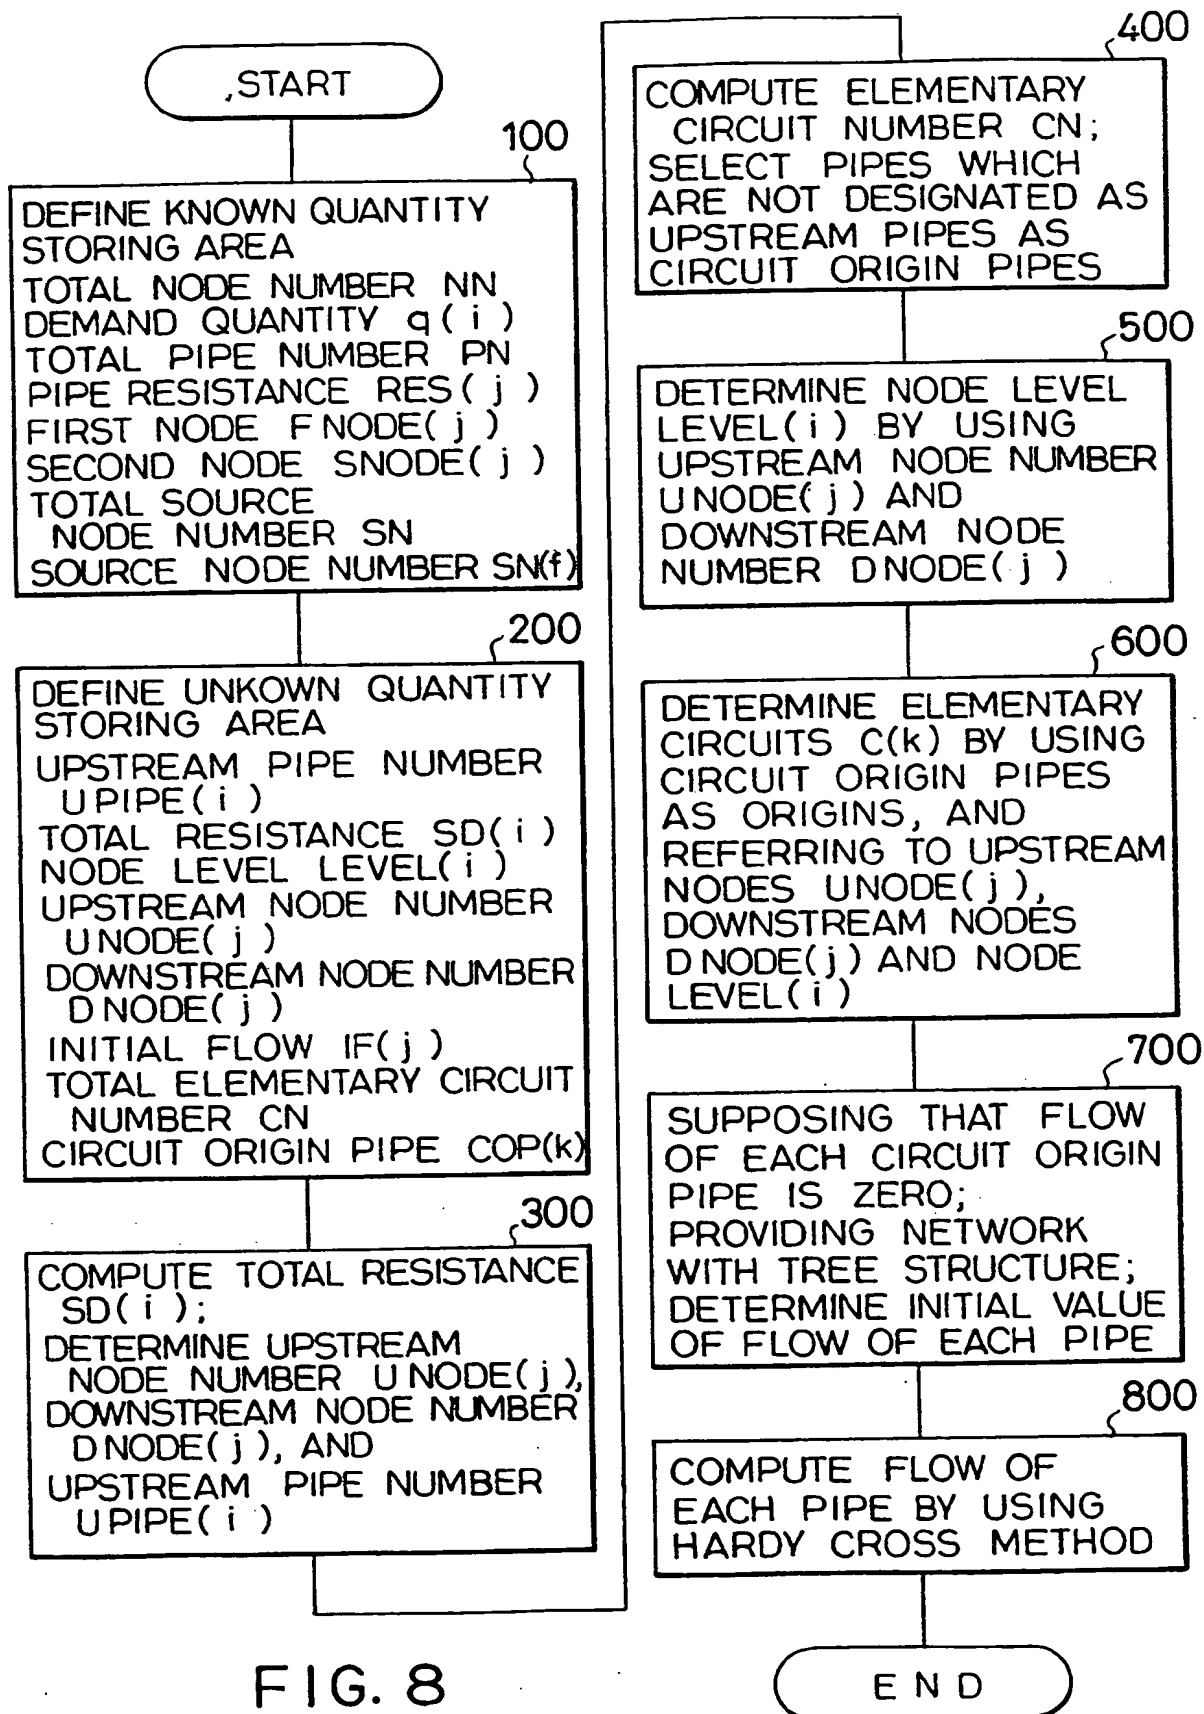 START
100
DEFINE KNOWN QUANTITY
STORING AREA
TOTAL NODE NUMBER NN
DEMAND QUANTITY q(i)
TOTAL PIPE NUMBER PN
PIPE RESISTANCE RES(j)
FIRST NODE FNODE(j)
SECOND NODE SNODE(j)
TOTAL SOURCE
NODE NUMBER SN
SOURCE NODE NUMBER SN(f)
200
DEFINE UNKOWN QUANTITY
STORING AREA
UPSTREAM PIPE NUMBER
UPIPE(i)
TOTAL RESISTANCE SD(i)
NODE LEVEL LEVEL(i)
UPSTREAM NODE NUMBER
UNODE(j)
DOWNSTREAM NODE NUMBER
DNODE(j)
INITIAL FLOW IF(j)
TOTAL ELEMENTARY CIRCUIT
NUMBER CN
CIRCUIT ORIGIN PIPE COP(k)
300
COMPUTE TOTAL RESISTANCE
SD(i);
DETERMINE UPSTREAM
NODE NUMBER UNODE(j),
DOWNSTREAM NODE NUMBER
DNODE(j), AND
UPSTREAM PIPE NUMBER
UPIPE(i)
400
COMPUTE ELEMENTARY
CIRCUIT NUMBER CN;
SELECT PIPES WHICH
ARE NOT DESIGNATED AS
UPSTREAM PIPES AS
CIRCUIT ORIGIN PIPES
500
DETERMINE NODE LEVEL
LEVEL(i) BY USING
UPSTREAM NODE NUMBER
UNODE(j) AND
DOWNSTREAM NODE
NUMBER DNODE(j)
600
DETERMINE ELEMENTARY
CIRCUITS C(k) BY USING
CIRCUIT ORIGIN PIPES
AS ORIGINS, AND
REFERRING TO UPSTREAM
NODES UNODE(j),
DOWNSTREAM NODES
DNODE(j) AND NODE
LEVEL(i)
700
SUPPOSING THAT FLOW
OF EACH CIRCUIT ORIGIN
PIPE IS ZERO;
PROVIDING NETWORK
WITH TREE STRUCTURE;
DETERMINE INITIAL VALUE
OF FLOW OF EACH PIPE
800
COMPUTE FLOW OF
EACH PIPE BY USING
HARDY CROSS METHOD
END
FIG. 8